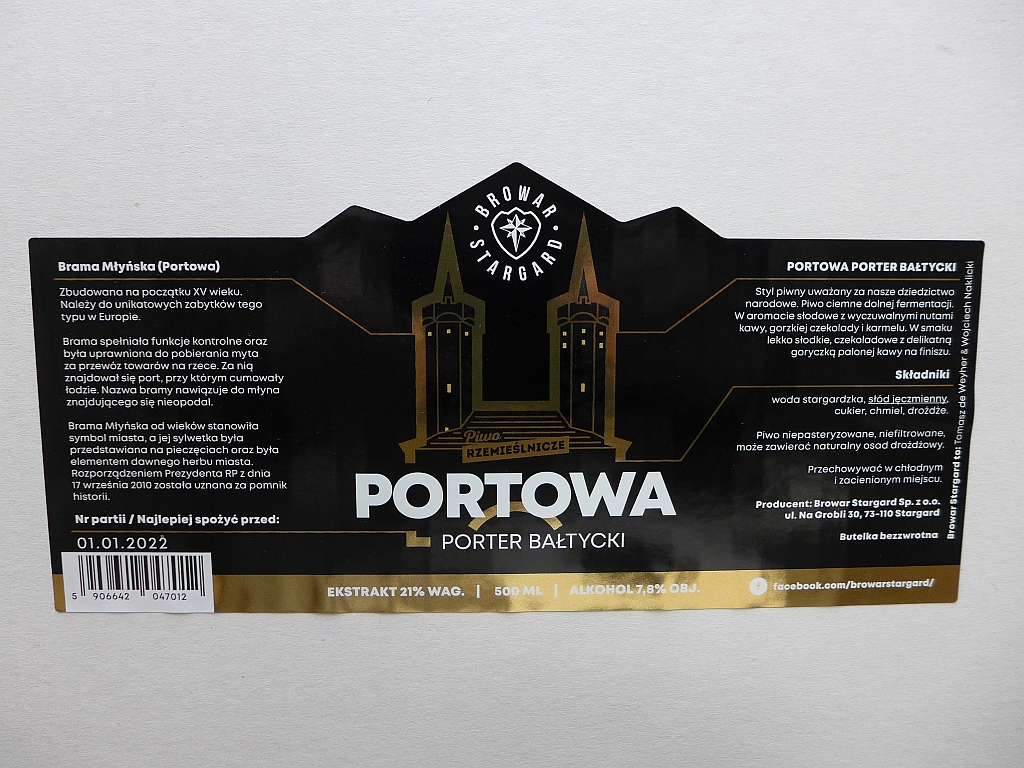 BROWAR
STARGARD
Brama Młyńska (Portowa)
Zbudowana na początku XV wieku.
Należy do unikatowych zabytków tego
typu w Europie.
Brama spełniała funkcje kontrolne oraz
była uprawniona do pobierania myta
za przewóz towarów na rzece. Za nią
znajdował się port, przy którym cumowały
łodzie. Nazwa bramy nawiązuje do młyna
znajdującego się nieopodal.
Brama Młyńska od wieków stanowiła
symbol miasta, a jej sylwetka była
przedstawiana na pieczęciach oraz była
elementem dawnego herbu miasta.
Rozporządzeniem Prezydenta RP z dnia
17 września 2010 została uznana za pomnik
historii.
Nr partii / Najlepiej spożyć przed:
01.01.2022
5 906642 047012
Piwo
RZEMIEŚLNICZE
PORTOWA
PORTER BAŁTYCKI
EKSTRAKT 21% WAG. | 500 ML | ALKOHOL 7,8% OBJ.
PORTOWA PORTER BAŁTYCKI
Styl piwny uważany za nasze dziedzictwo
narodowe. Piwo ciemne dolnej fermentacji.
W aromacie słodowe z wyczuwalnymi nutami
kawy, gorzkiej czekolady i karmelu. W smaku
lekko słodkie, czekoladowe z delikatną
goryczką palonej kawy na finiszu.
Składniki
woda stargardzka, słód jęczmienny,
cukier, chmiel, drożdże.
Piwo niepasteryzowane, niefiltrowane,
może zawierać naturalny osad drożdżowy.
Przechowywać w chłodnym
i zacienionym miejscu.
Producent: Browar Stargard Sp. z o.o.
ul. Na Grobli 30, 73-110 Stargard
Butelka bezzwrotna
f facebook.com/browarstargard/
Browar Stargard to: Tomasz de Weyher & Wojciech Naklicki